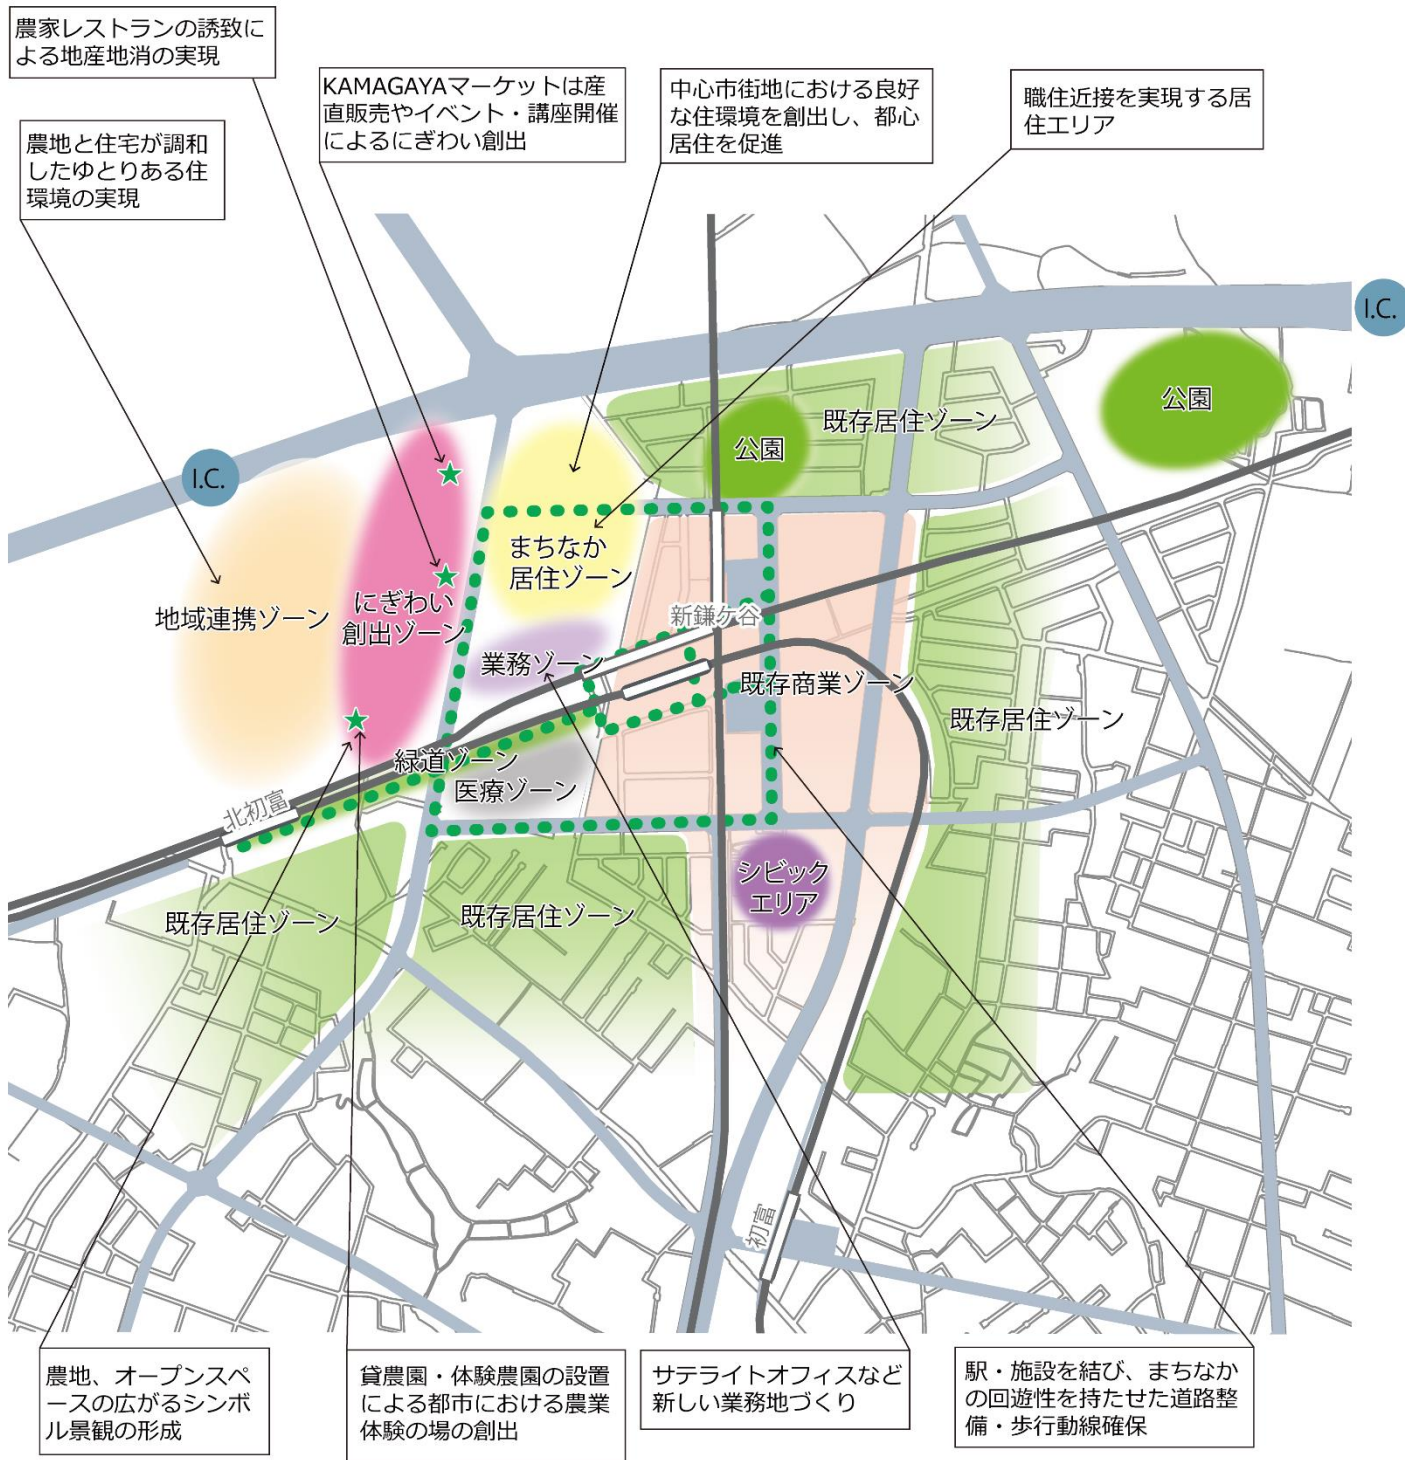 農家レストランの誘致に
よる地産地消の実現
KAMAGAYAマーケットは産
直販売やイベント・講座開催
によるにぎわい創出
中心市街地における良好
な住環境を創出し、都心
居住を促進
職住近接を実現する居
住エリア
農地と住宅が調和
したゆとりある住
環境の実現
I.C.
公園
既存居住ゾーン
公園
I.C.
まちなか
居住ゾーン
地域連携ゾーン
にぎわい
創出ゾーン
新鎌ケ谷
業務ゾーン
既存商業ゾーン
既存居住ゾーン
緑道ゾーン
医療ゾーン
北初富
シビック
エリア
既存居住ゾーン
既存居住ゾーン
初富
農地、オープンスペ
ースの広がるシンボ
ル景観の形成
貸農園・体験農園の設置
による都市における農業
体験の場の創出
サテライトオフィスなど
新しい業務地づくり
駅・施設を結び、まちなか
の回遊性を持たせた道路整
備・歩行動線確保